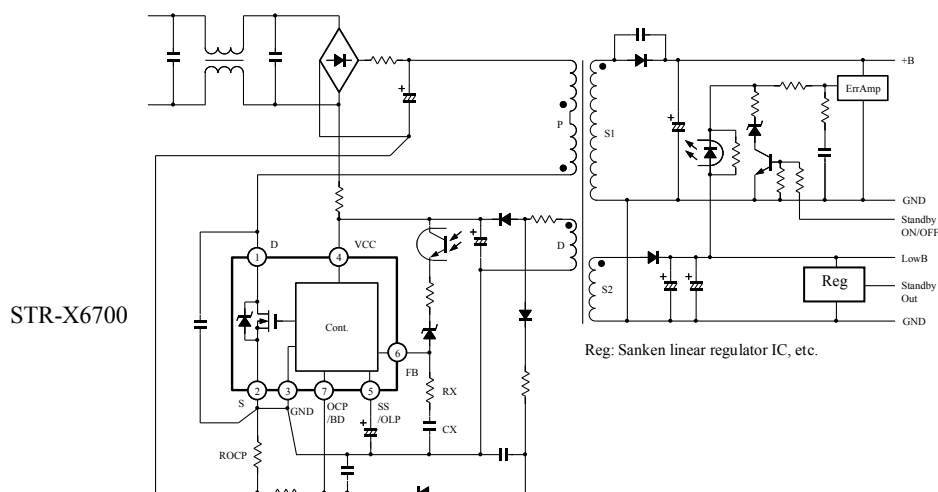 +B
ErrAmp
P
S1
GND
Standby
ON/OFF
D
D
VCC
1
4
LowB
S2
Reg
Standby
Out
STR-X6700
Cont.
GND
6
FB
Reg: Sanken linear regulator IC, etc.
2
3
7
5
RX
S
GND
OCP
/BD
SS
/OLP
CX
ROCP